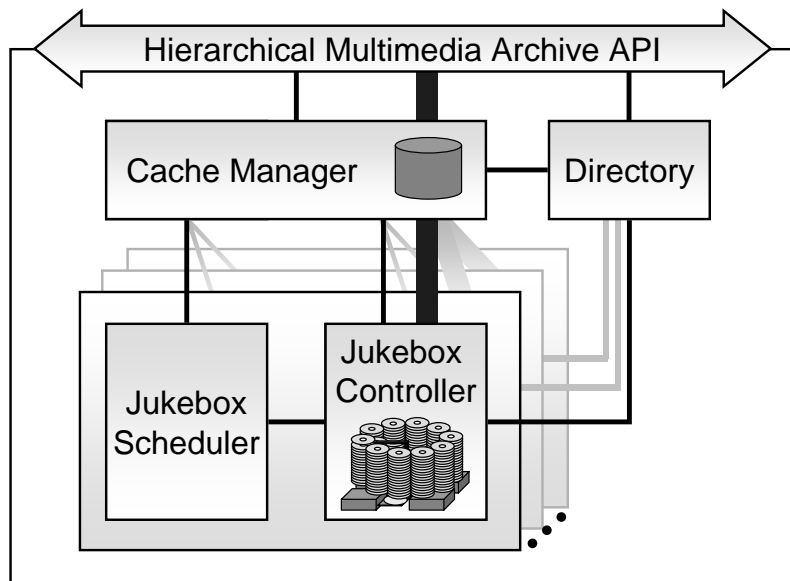 Hierarchical Multimedia Archive API
Cache Manager
Directory
Jukebox
Scheduler
Jukebox
Controller